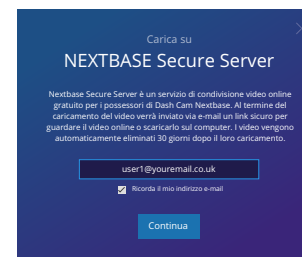 Carica su
NEXTBASE Secure Server
Nextbase Secure Server è un servizio di condivisione video online
gratuito per i possessori di Dash Cam Nextbase. Al termine del
caricamento del video verrà inviato via e-mail un link sicuro per
guardare il video online o scaricarlo sul computer. I video vengono
automaticamente eliminati 30 giorni dopo il loro caricamento.
user1@youremail.co.uk
Ricorda il mio indirizzo e-mail
Continua